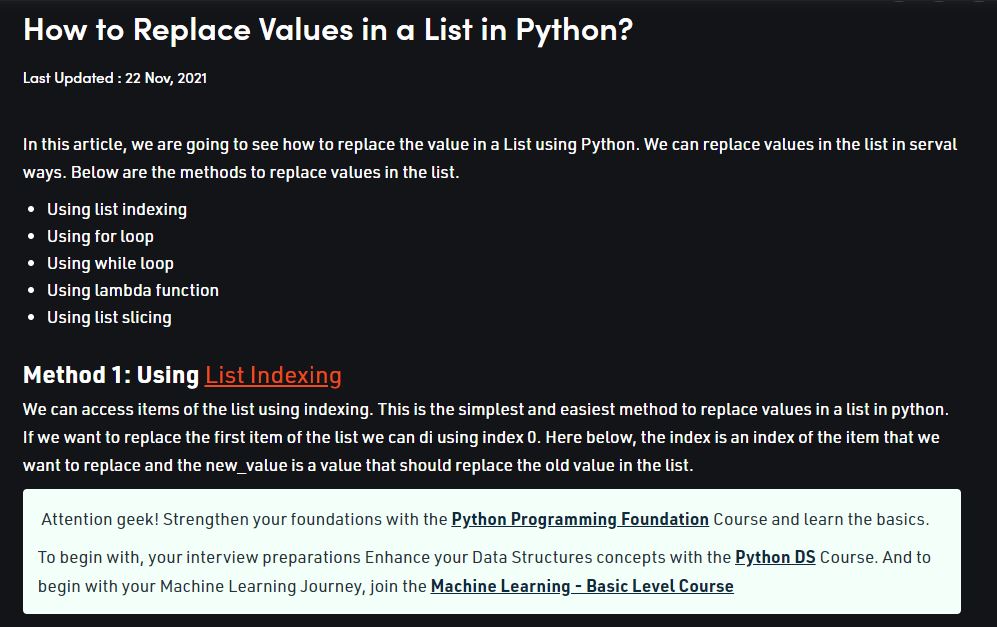 How to Replace Values in a List in Python?
Last Updated : 22 Nov, 2021
In this article, we are going to see how to replace the value in a List using Python. We can replace values in the list in serval
ways. Below are the methods to replace values in the list.
• Using list indexing
• Using for loop
• Using while loop
• Using lambda function
• Using list slicing
Method 1: Using List Indexing
We can access items of the list using indexing. This is the simplest and easiest method to replace values in a list in python.
If we want to replace the first item of the list we can di using index 0. Here below, the index is an index of the item that we
want to replace and the new_value is a value that should replace the old value in the list.
Attention geek! Strengthen your foundations with the Python Programming Foundation Course and learn the basics.
To begin with, your interview preparations Enhance your Data Structures concepts with the Python DS Course. And to
begin with your Machine Learning Journey, join the Machine Learning - Basic Level Course